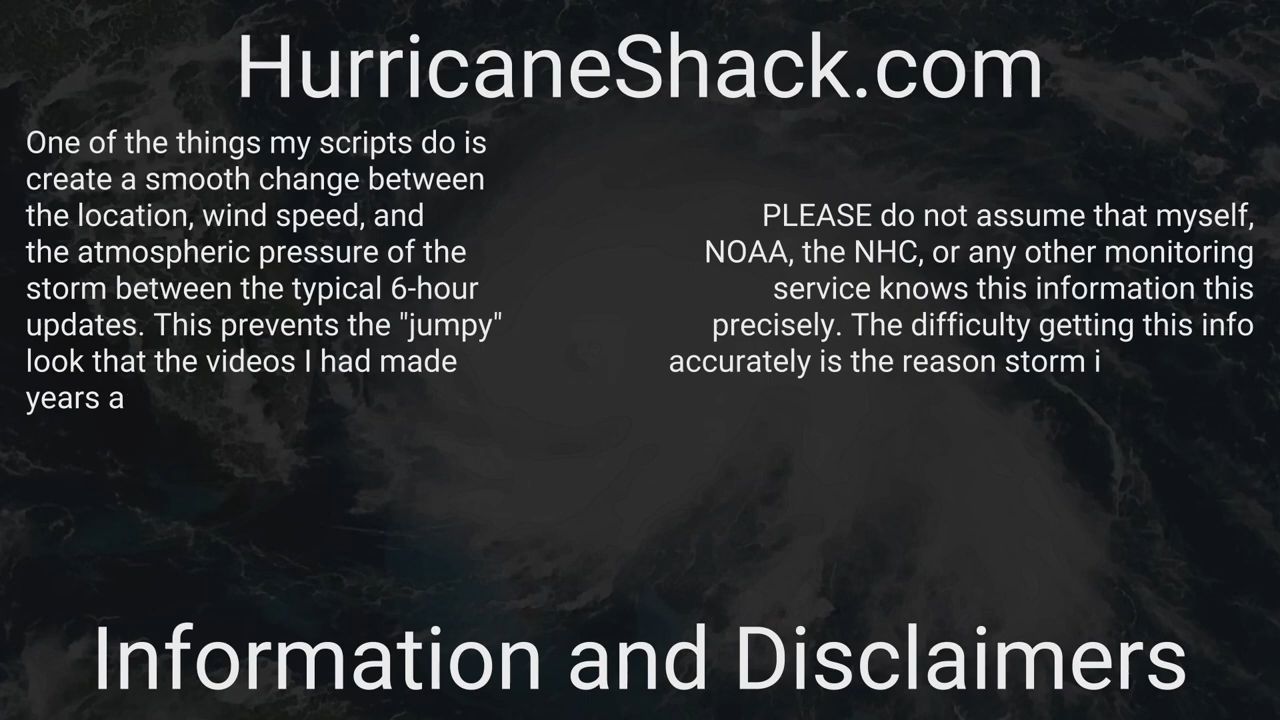 HurricaneShack.com
One of the things my scripts do is
create a smooth change between
the location, wind speed, and
the atmospheric pressure of the
storm between the typical 6-hour
updates. This prevents the "jumpy"
look that the videos I had made
years a
PLEASE do not assume that myself,
NOAA, the NHC, or any other monitoring
service knows this information this
precisely. The difficulty getting this info
accurately is the reason storm i
Information and Disclaimers